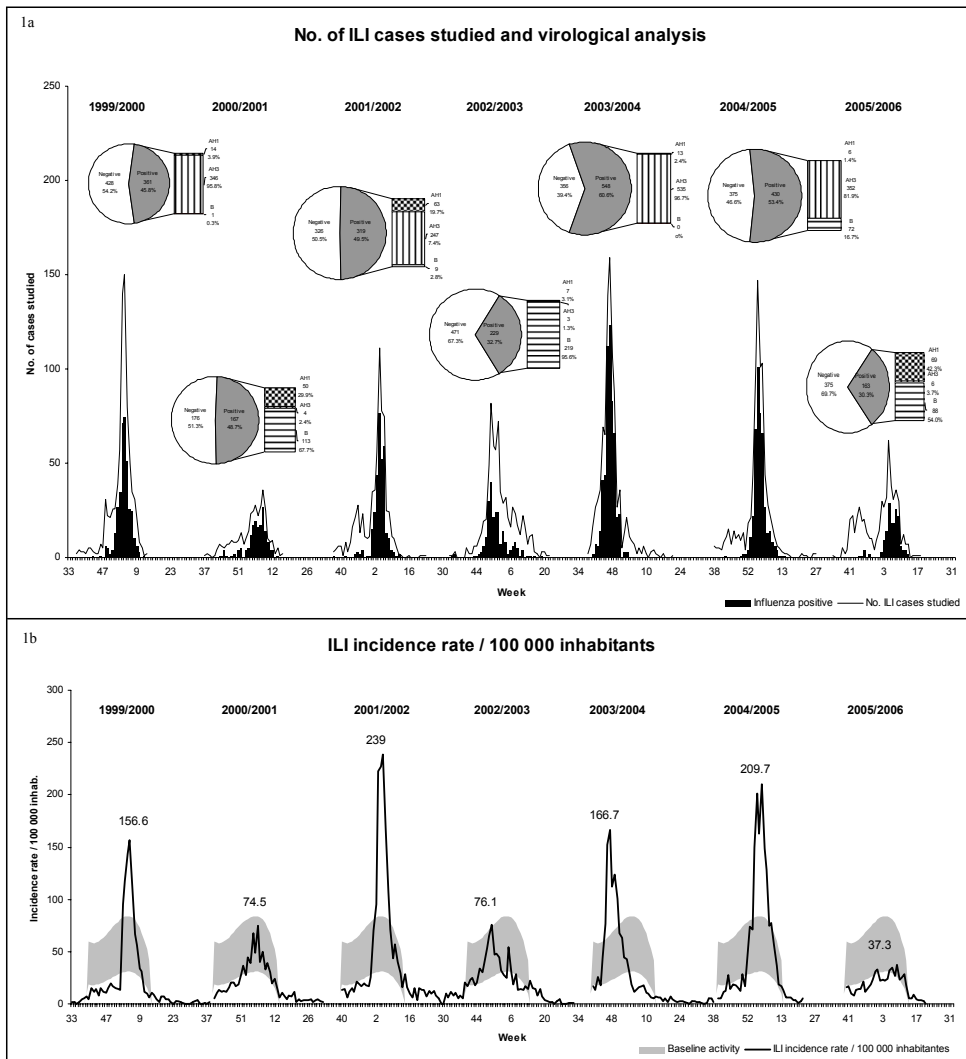 1a
No. of ILI cases studied and virological analysis
250
200
150
100
50
0
No. of cases studied
1999/2000
2000/2001
2001/2002
2002/2003
2003/2004
2004/2005
2005/2006
Negative
428
54.2%
Positive
361
45.8%
AH1
14
3.9%
AH3
346
95.8%
B
1
0.3%
Negative
176
51.3%
Positive
167
48.7%
AH1
50
29.9%
AH3
4
2.4%
B
113
67.7%
Negative
326
50.5%
Positive
319
49.5%
AH1
63
19.7%
AH3
247
7.4%
B
9
2.8%
Negative
471
67.3%
Positive
229
32.7%
AH1
7
3.1%
AH3
3
1.3%
B
219
95.6%
Negative
356
39.4%
Positive
548
60.6%
AH1
13
2.4%
AH3
535
96.7%
B
0
0%
Negative
375
46.6%
Positive
430
53.4%
AH1
6
1.4%
AH3
352
81.9%
B
72
16.7%
Negative
375
69.7%
Positive
163
30.3%
AH1
69
42.3%
AH3
6
3.7%
B
88
54.0%
33 47 9 23 37 51 12 40 2 16 30 44 6 20 34 48 10 24 38 52 13 27 41 3 17 31
Week
Influenza positive
No. ILI cases studied
1b
ILI incidence rate / 100 000 inhabitants
300
250
200
150
100
50
0
Incidence rate / 100 000 inhab.
1999/2000
2000/2001
2001/2002
2002/2003
2003/2004
2004/2005
2005/2006
156.6
74.5
239
76.1
166.7
209.7
37.3
33 47 9 23 37 51 12 26 40 2 16 30 44 6 20 34 48 10 24 38 52 13 27 41 3 17 31
Week
Baseline activity
ILI incidence rate / 100 000 inhabitantes